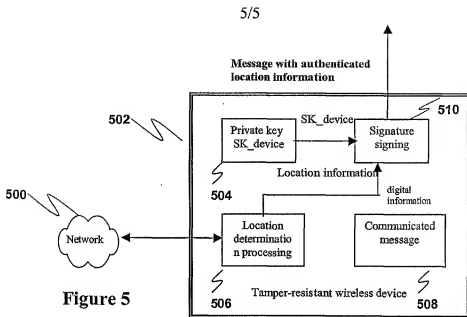 5/5
Message with authenticated
location information
510
502
SK_device
Private key
SK_device
Signature
signing
504
Location information
digital
information
500
Network
Location
determinatio
n processing
Communicated
message
506
508
Tamper-resistant wireless device
Figure 5